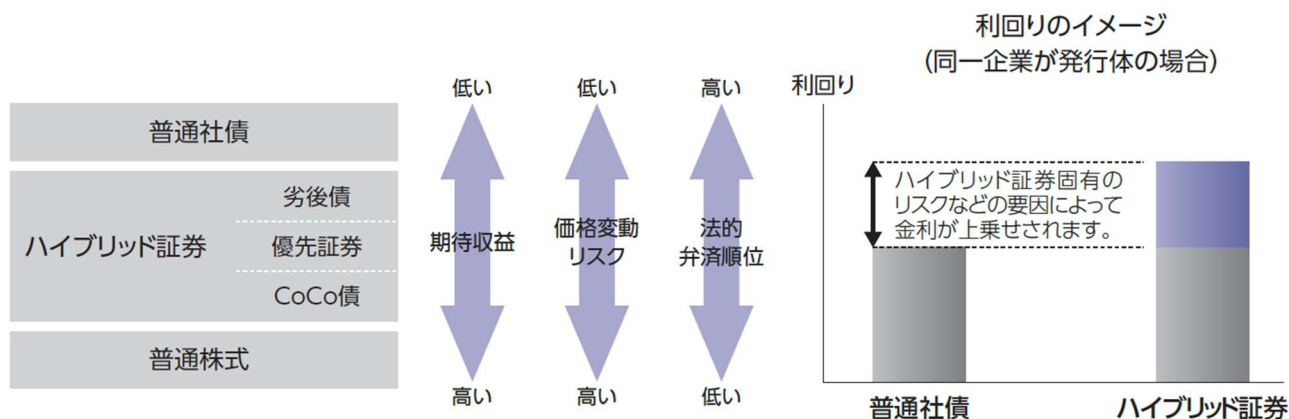 普通社債
ハイブリッド証券
劣後債
優先証券
CoCo債
普通株式
低い
期待収益
高い
低い
価格変動
リスク
高い
高い
法的
弁済順位
低い
利回りのイメージ
(同一企業が発行体の場合)
利回り
ハイブリッド証券固有の
リスクなどの要因によって
金利が上乗せされます。
普通社債
ハイブリッド証券